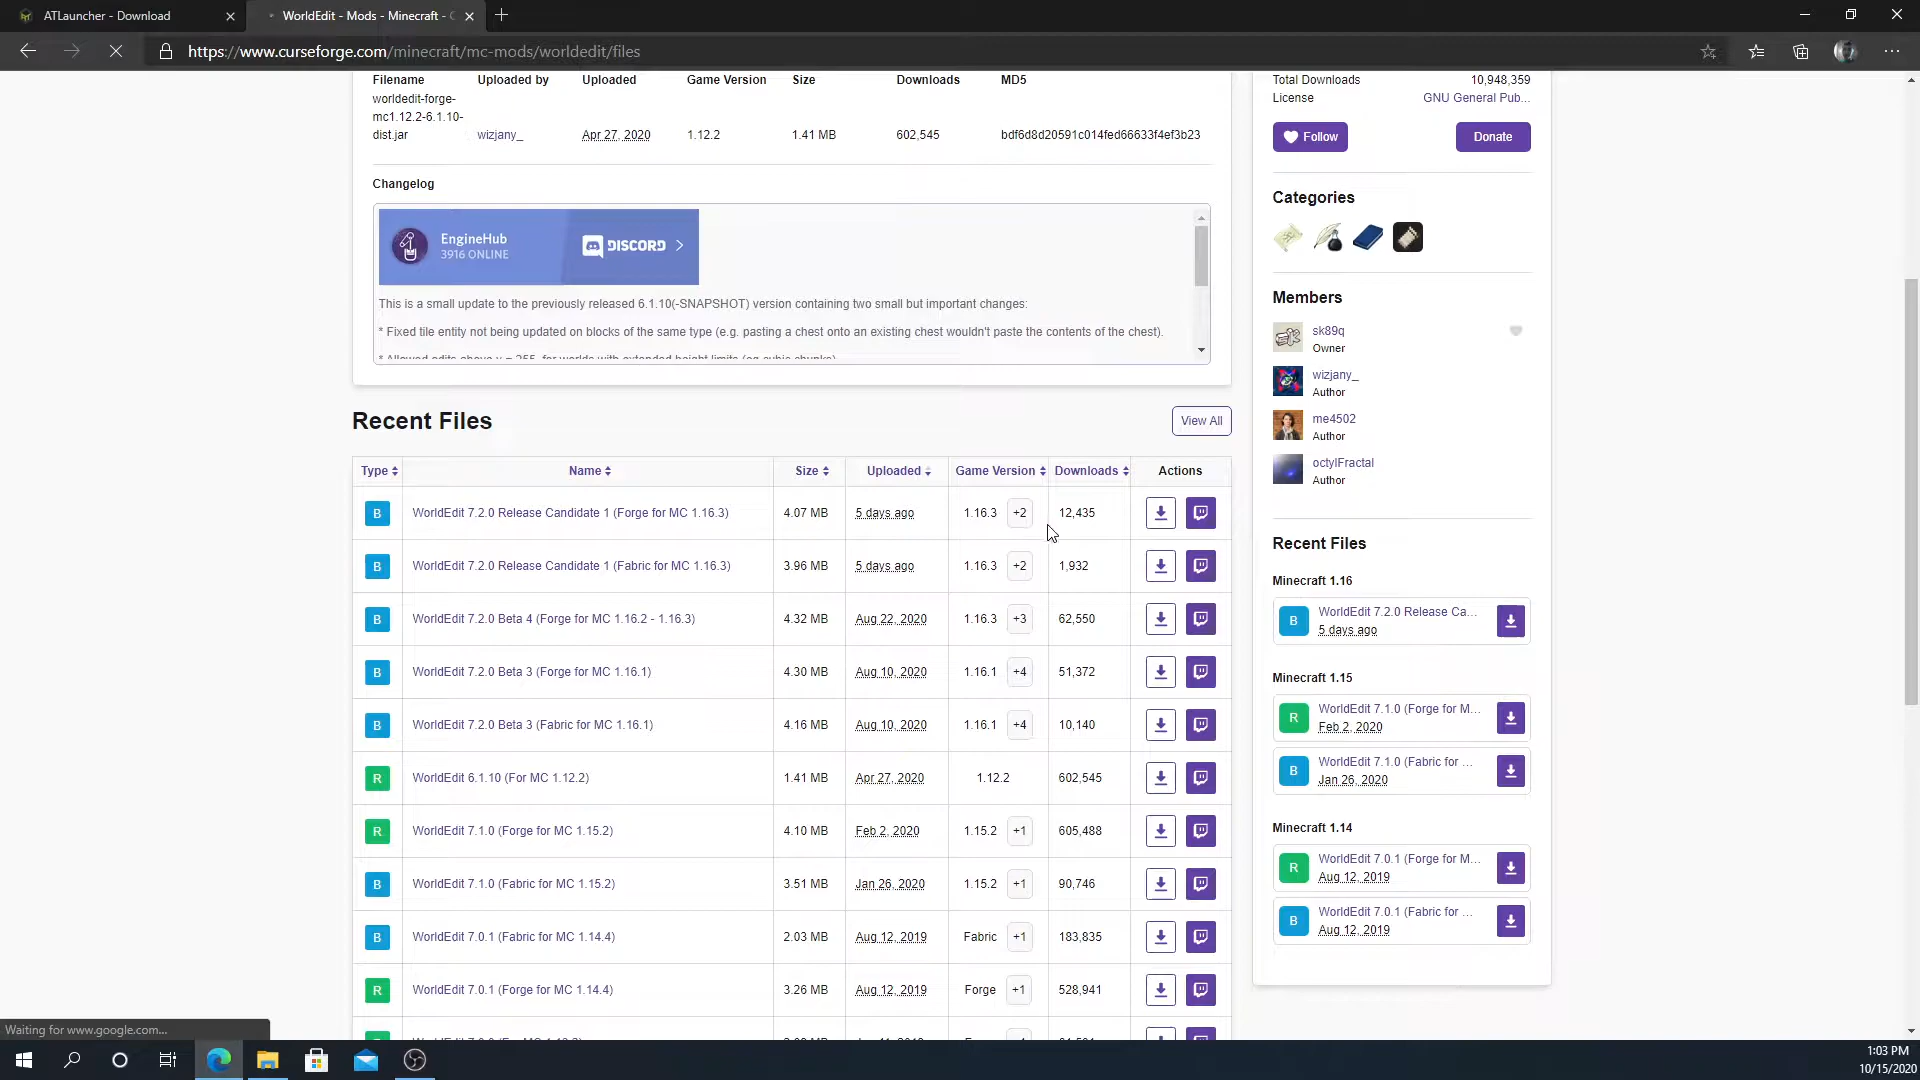 ATLauncher - Download
WorldEdit - Mods - Minecraft - C
https://www.curseforge.com/minecraft/mc-mods/worldedit/files
Filename Uploaded by Uploaded Game Version Size Downloads MD5
worldedit-forge-
mc1.12.2-6.1.10-
dist.jar wizjany_ Apr 27, 2020 1.12.2 1.41 MB 602,545 bdf6d8d20591c014fed66633f4ef3b23
Changelog
EngineHub
3916 ONLINE
DISCORD
This is a small update to the previously released 6.1.10(-SNAPSHOT) version containing two small but important changes:
* Fixed tile entity not being updated on blocks of the same type (e.g. pasting a chest onto an existing chest wouldn't paste the contents of the chest).
* Allowed edits above y = 255, for worlds with extended height limits (eg cubic chunks)
Recent Files
View All
Type Name Size Uploaded Game Version Downloads Actions
B WorldEdit 7.2.0 Release Candidate 1 (Forge for MC 1.16.3) 4.07 MB 5 days ago 1.16.3 +2 12,435
B WorldEdit 7.2.0 Release Candidate 1 (Fabric for MC 1.16.3) 3.96 MB 5 days ago 1.16.3 +2 1,932
B WorldEdit 7.2.0 Beta 4 (Forge for MC 1.16.2 - 1.16.3) 4.32 MB Aug 22, 2020 1.16.3 +3 62,550
B WorldEdit 7.2.0 Beta 3 (Forge for MC 1.16.1) 4.30 MB Aug 10, 2020 1.16.1 +4 51,372
B WorldEdit 7.2.0 Beta 3 (Fabric for MC 1.16.1) 4.16 MB Aug 10, 2020 1.16.1 +4 10,140
R WorldEdit 6.1.10 (For MC 1.12.2) 1.41 MB Apr 27, 2020 1.12.2 602,545
R WorldEdit 7.1.0 (Forge for MC 1.15.2) 4.10 MB Feb 2, 2020 1.15.2 +1 605,488
B WorldEdit 7.1.0 (Fabric for MC 1.15.2) 3.51 MB Jan 26, 2020 1.15.2 +1 90,746
B WorldEdit 7.0.1 (Fabric for MC 1.14.4) 2.03 MB Aug 12, 2019 Fabric +1 183,835
R WorldEdit 7.0.1 (Forge for MC 1.14.4) 3.26 MB Aug 12, 2019 Forge +1 528,941
Total Downloads 10,948,359
License GNU General Pub...
Follow
Donate
Categories
Members
sk89q
Owner
wizjany_
Author
me4502
Author
octylFractal
Author
Recent Files
Minecraft 1.16
B WorldEdit 7.2.0 Release Ca...
5 days ago
Minecraft 1.15
R WorldEdit 7.1.0 (Forge for M...
Feb 2, 2020
B WorldEdit 7.1.0 (Fabric for ...
Jan 26, 2020
Minecraft 1.14
R WorldEdit 7.0.1 (Forge for M...
Aug 12, 2019
B WorldEdit 7.0.1 (Fabric for ...
Aug 12, 2019
Waiting for www.google.com...
1:03 PM
10/15/2020